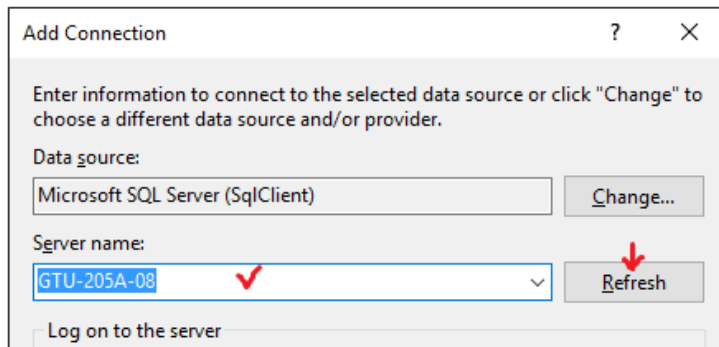 Add Connection
Enter information to connect to the selected data source or click "Change" to
choose a different data source and/or provider.
Data source:
Microsoft SQL Server (SqlClient)
Change...
Server name:
GTU-205A-08
Refresh
Log on to the server